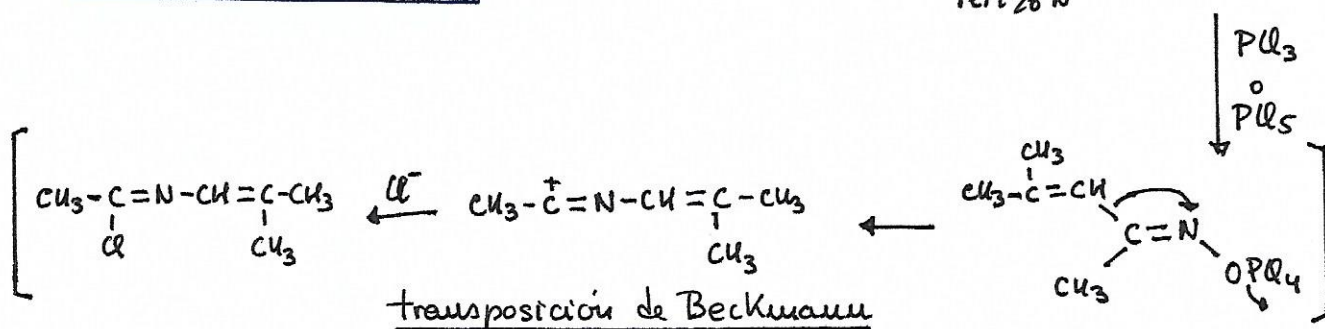 PCl₃
o
PCl₅
CH₃-C=N-CH=C-CH₃
Cl
CH₃
Cl⁻
CH₃-C⁺=N-CH=C-CH₃
CH₃
CH₃
CH₃-C=CH
C=N
CH₃
OPCl₄
transposición de Beckmann